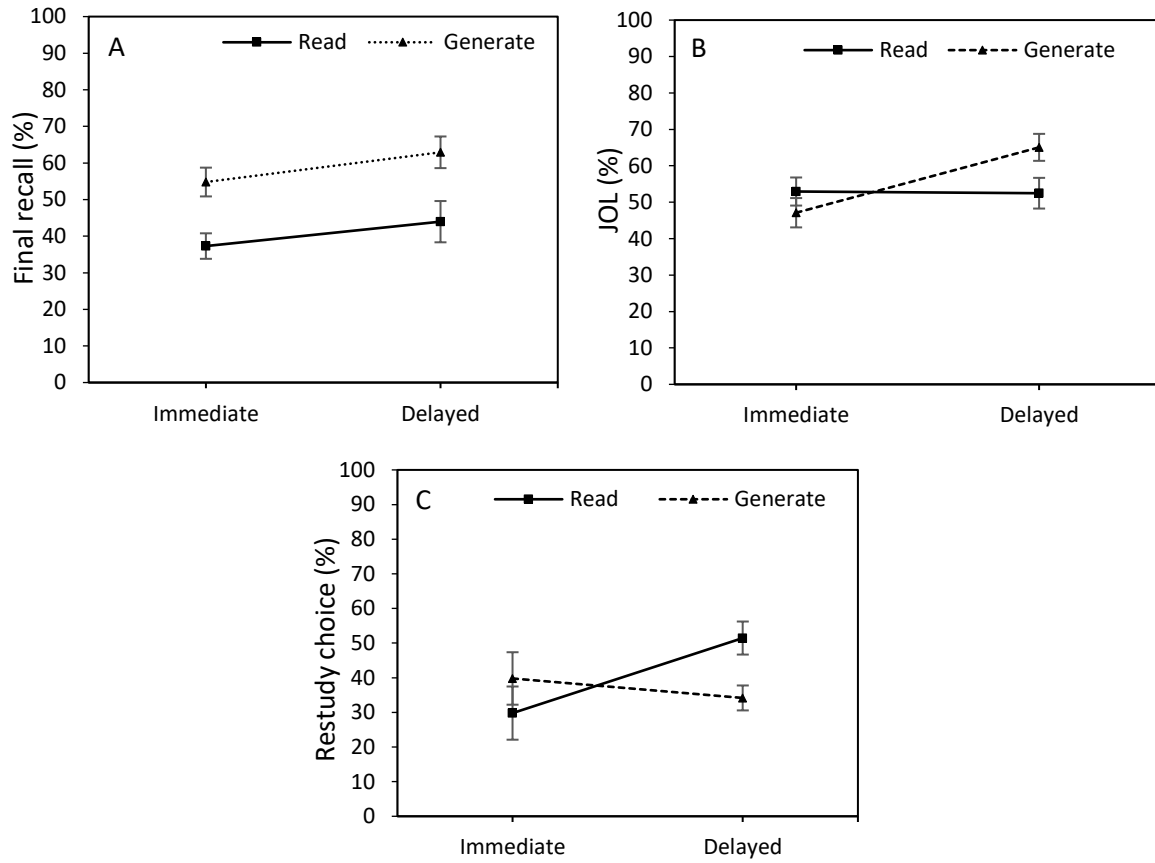 A
Read
Generate
Final recall (%)
100
90
80
70
60
50
40
30
20
10
0
Immediate
Delayed
B
Read
Generate
JOL (%)
100
90
80
70
60
50
40
30
20
10
0
Immediate
Delayed
C
Read
Generate
Restudy choice (%)
100
90
80
70
60
50
40
30
20
10
0
Immediate
Delayed